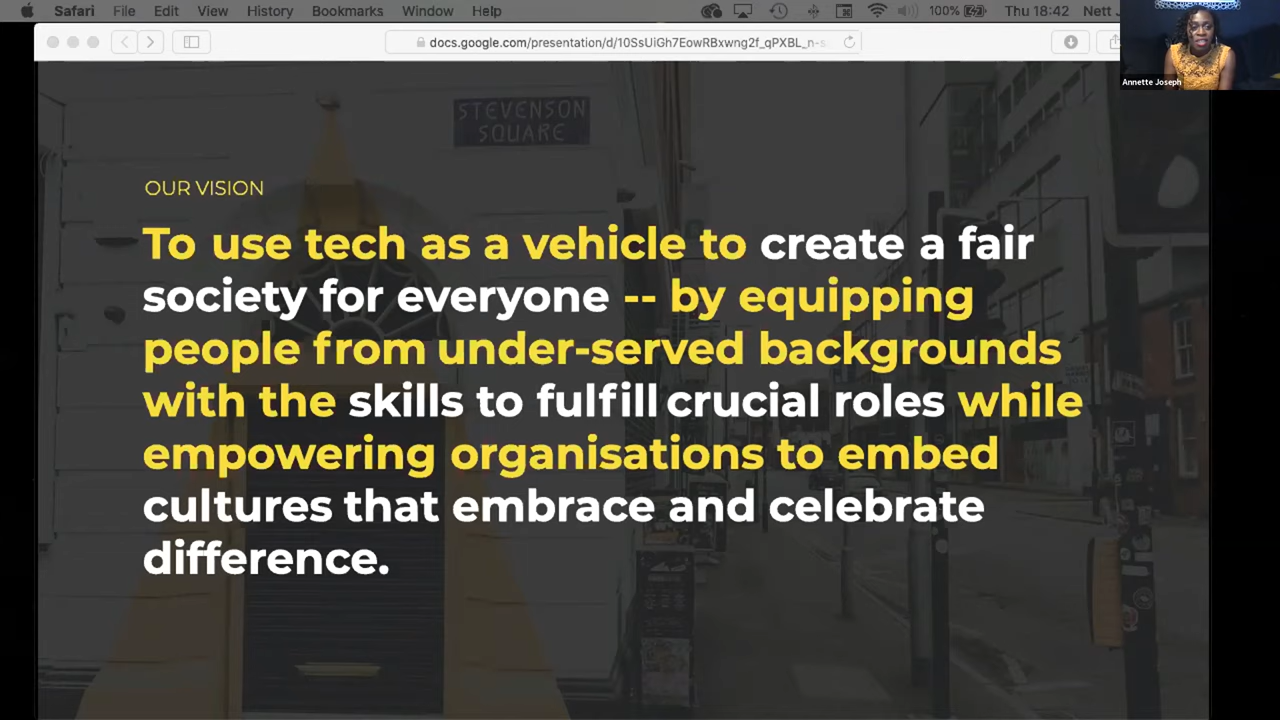 Safari File Edit View History Bookmarks Window Help 100% Thu 18:42 Nett J
docs.google.com/presentation/d/10SsUiGh7EowRBxwng2f_qPXBL_n-s
Annette Joseph
STEVENSON
SQUARE
OUR VISION
To use tech as a vehicle to create a fair
society for everyone -- by equipping
people from under-served backgrounds
with the skills to fulfill crucial roles while
empowering organisations to embed
cultures that embrace and celebrate
difference.